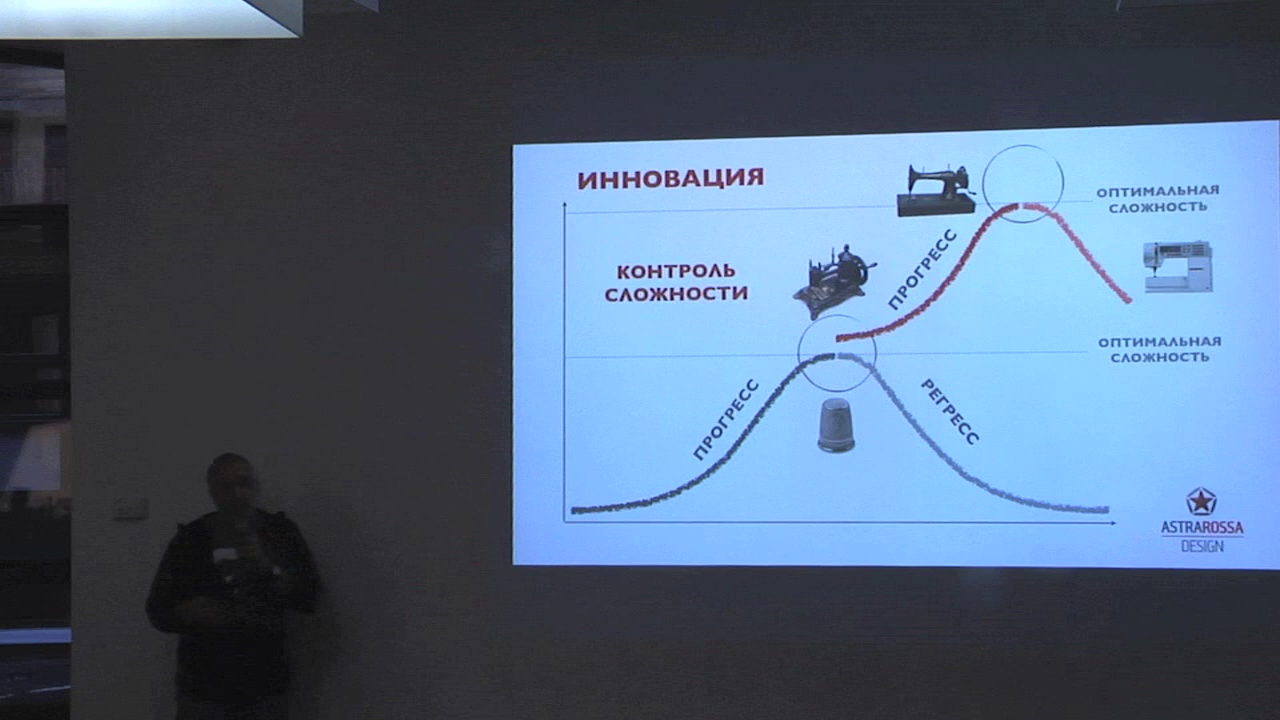 ИННОВАЦИЯ
КОНТРОЛЬ
СЛОЖНОСТИ
ПРОГРЕСС
ОПТИМАЛЬНАЯ
СЛОЖНОСТЬ
ОПТИМАЛЬНАЯ
СЛОЖНОСТЬ
ПРОГРЕСС
РЕГРЕСС
ASTRAROSSA
DESIGN